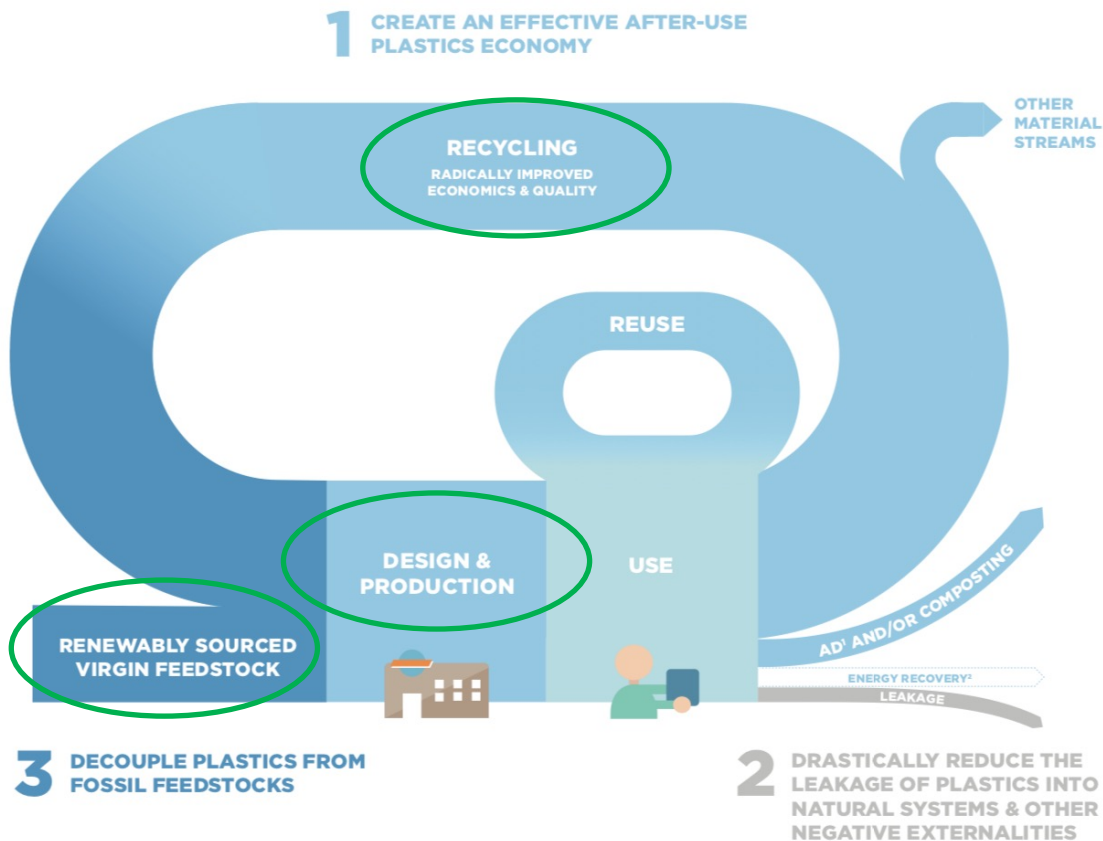 1 CREATE AN EFFECTIVE AFTER-USE
PLASTICS ECONOMY
OTHER
MATERIAL
STREAMS
RECYCLING
RADICALLY IMPROVED
ECONOMICS & QUALITY
REUSE
DESIGN &
PRODUCTION
USE
RENEWABLY SOURCED
VIRGIN FEEDSTOCK
AD¹ AND/OR COMPOSTING
ENERGY RECOVERY²
LEAKAGE
3 DECOUPLE PLASTICS FROM
FOSSIL FEEDSTOCKS
2 DRASTICALLY REDUCE THE
LEAKAGE OF PLASTICS INTO
NATURAL SYSTEMS & OTHER
NEGATIVE EXTERNALITIES